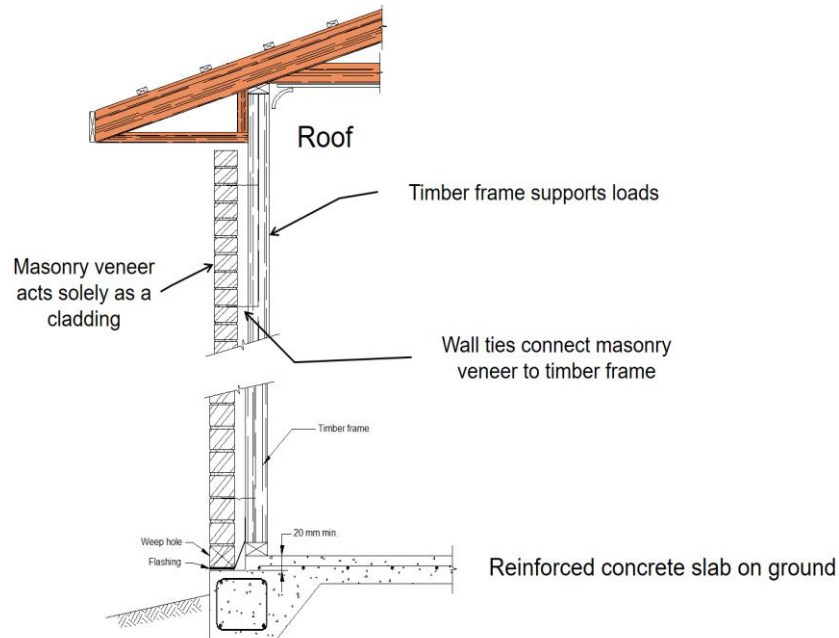 Roof
Timber frame supports loads
Masonry veneer
acts solely as a
cladding
Wall ties connect masonry
veneer to timber frame
Timber frame
20 mm min.
Weep hole
Flashing
Reinforced concrete slab on ground